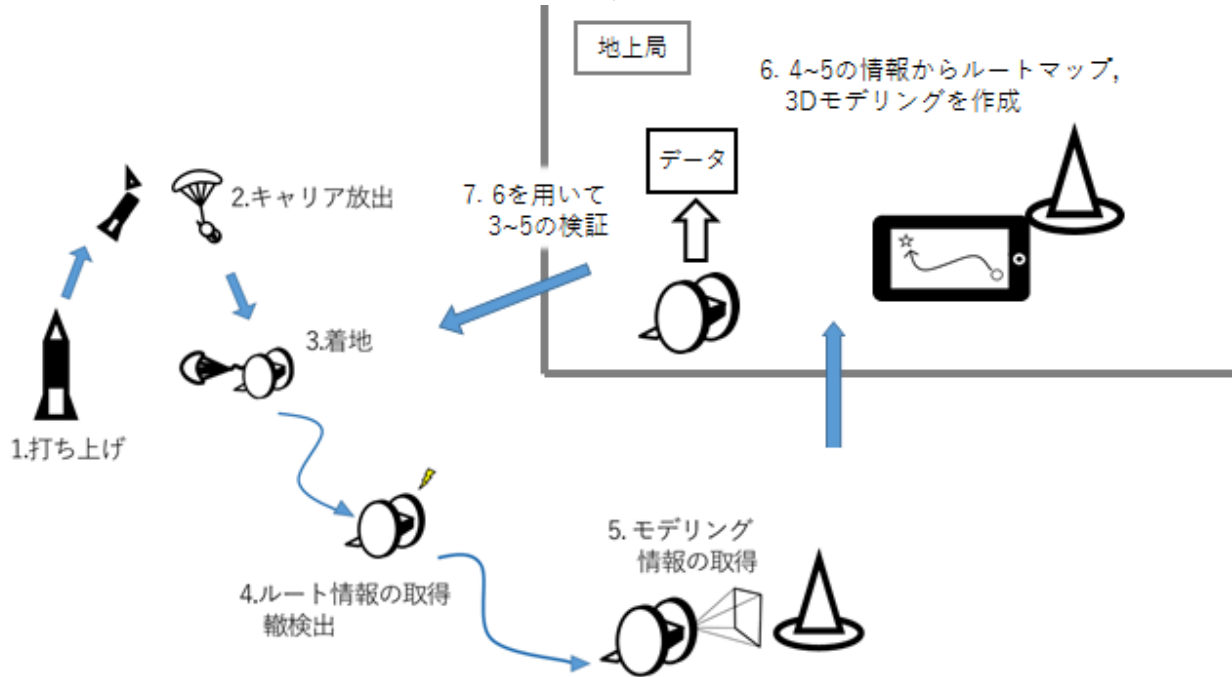 1.打ち上げ
2.キャリア放出
3.着地
4.ルート情報の取得
轍検出
5. モデリング
情報の取得
地上局
6. 4~5の情報からルートマップ,
3Dモデリングを作成
データ
7. 6を用いて
3~5の検証